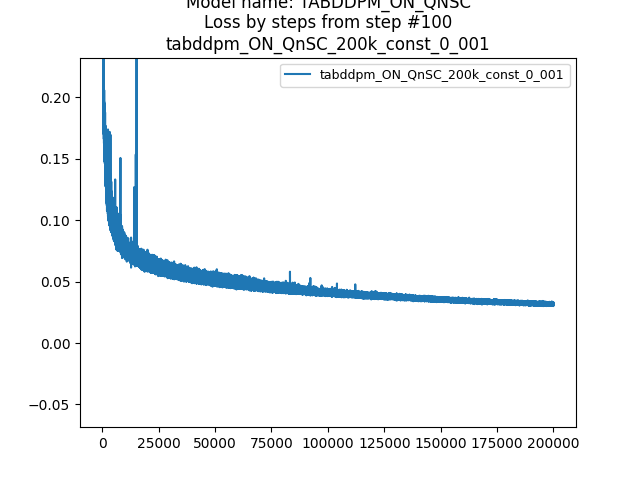 Model name: TABDDPM_ON_QNSC
Loss by steps from step #100
tabddpm_ON_QnSC_200k_const_0_001
tabddpm_ON_QnSC_200k_const_0_001
0.20
0.15
0.10
0.05
0.00
−0.05
0 25000 50000 75000 100000 125000 150000 175000 200000